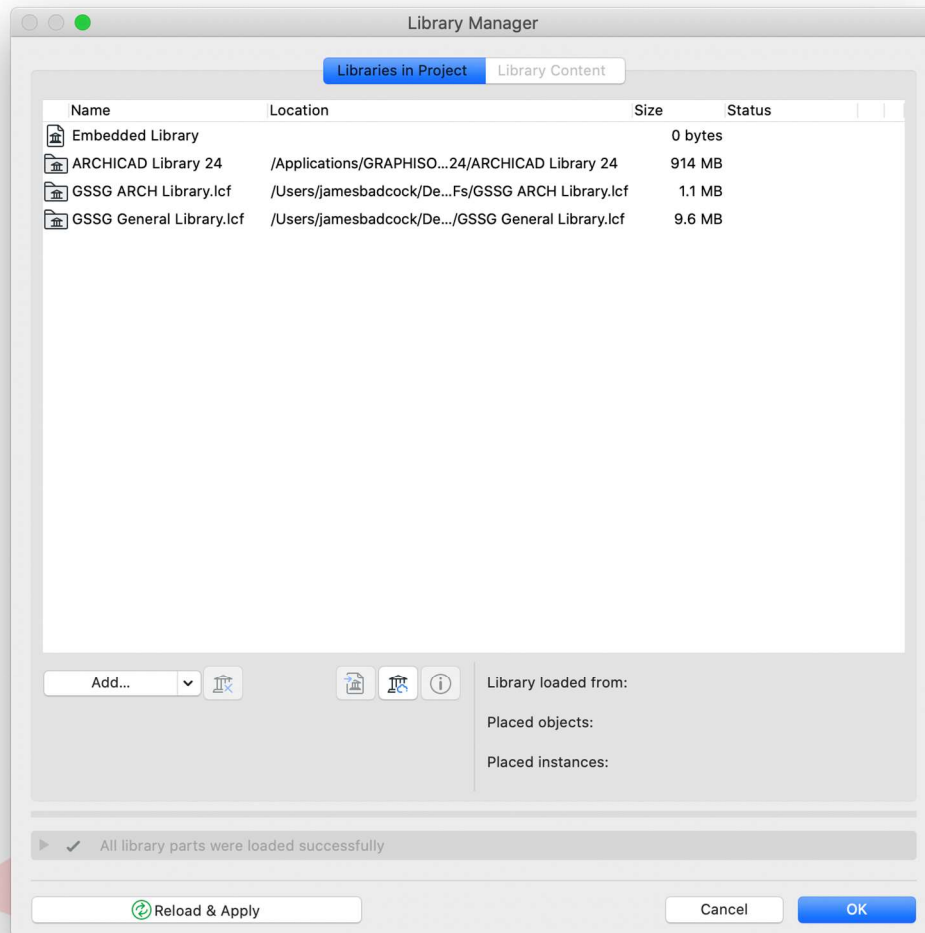 Library Manager
Libraries in Project Library Content
Name Location Size Status
Embedded Library 0 bytes
ARCHICAD Library 24 /Applications/GRAPHISO...24/ARCHICAD Library 24 914 MB
GSSG ARCH Library.lcf /Users/jamesbadcock/De...Fs/GSSG ARCH Library.lcf 1.1 MB
GSSG General Library.lcf /Users/jamesbadcock/De.../GSSG General Library.lcf 9.6 MB
Add... Library loaded from:
Placed objects:
Placed instances:
All library parts were loaded successfully
Reload & Apply Cancel OK